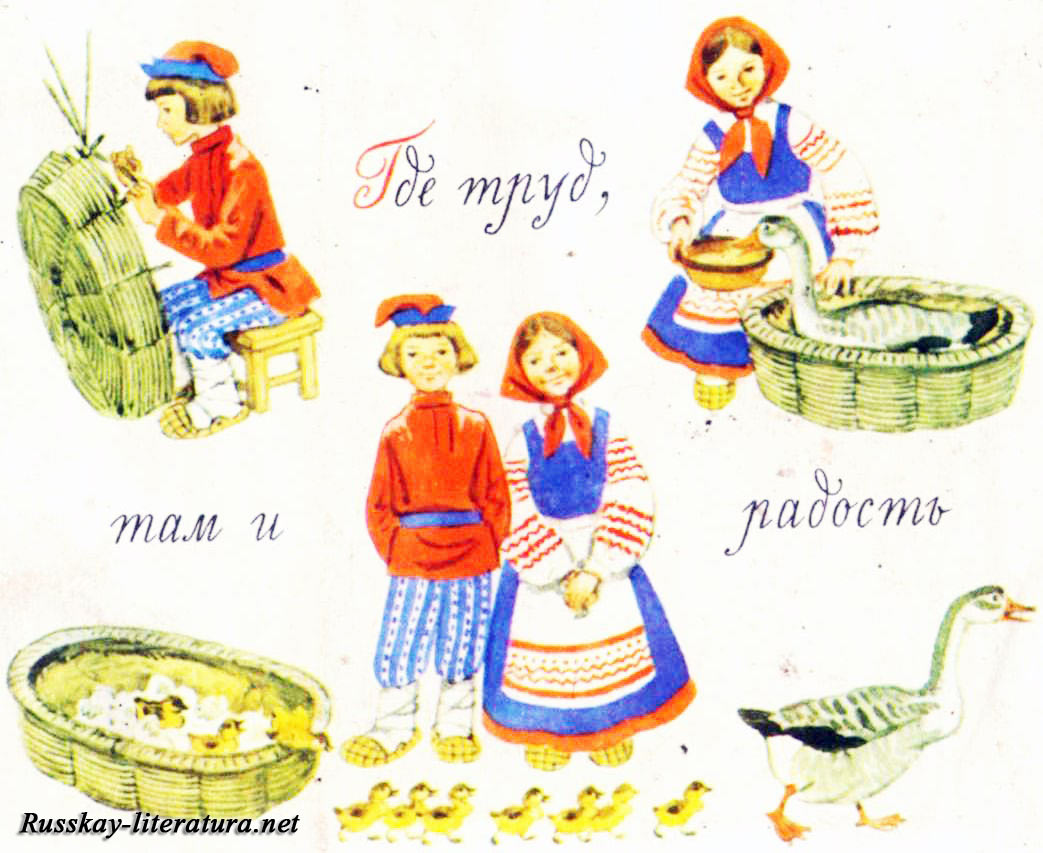 Где труд,
там и
радость
Russkay-literatura.net